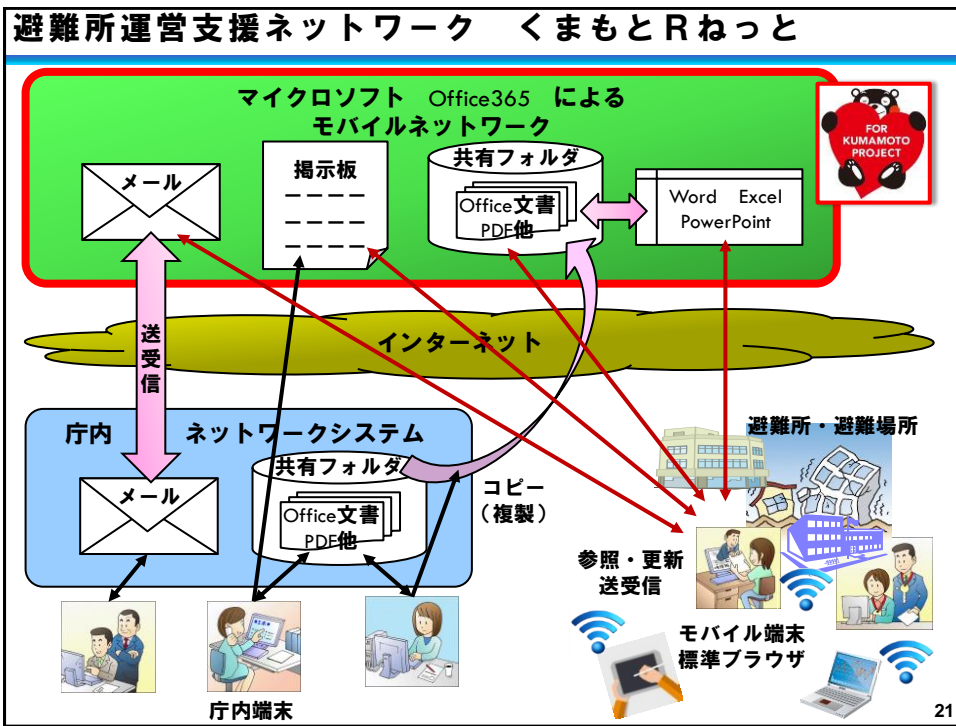 避難所運営支援ネットワーク　くまもとRねっと
マイクロソフト　Office365　による
モバイルネットワーク
FOR
KUMAMOTO
PROJECT
メール
掲示板
共有フォルダ
Office文書
PDF他
Word　Excel
PowerPoint
送受信
インターネット
庁内　ネットワークシステム
メール
共有フォルダ
Office文書
PDF他
コピー
（複製）
避難所・避難場所
参照・更新
送受信
モバイル端末
標準ブラウザ
庁内端末
21